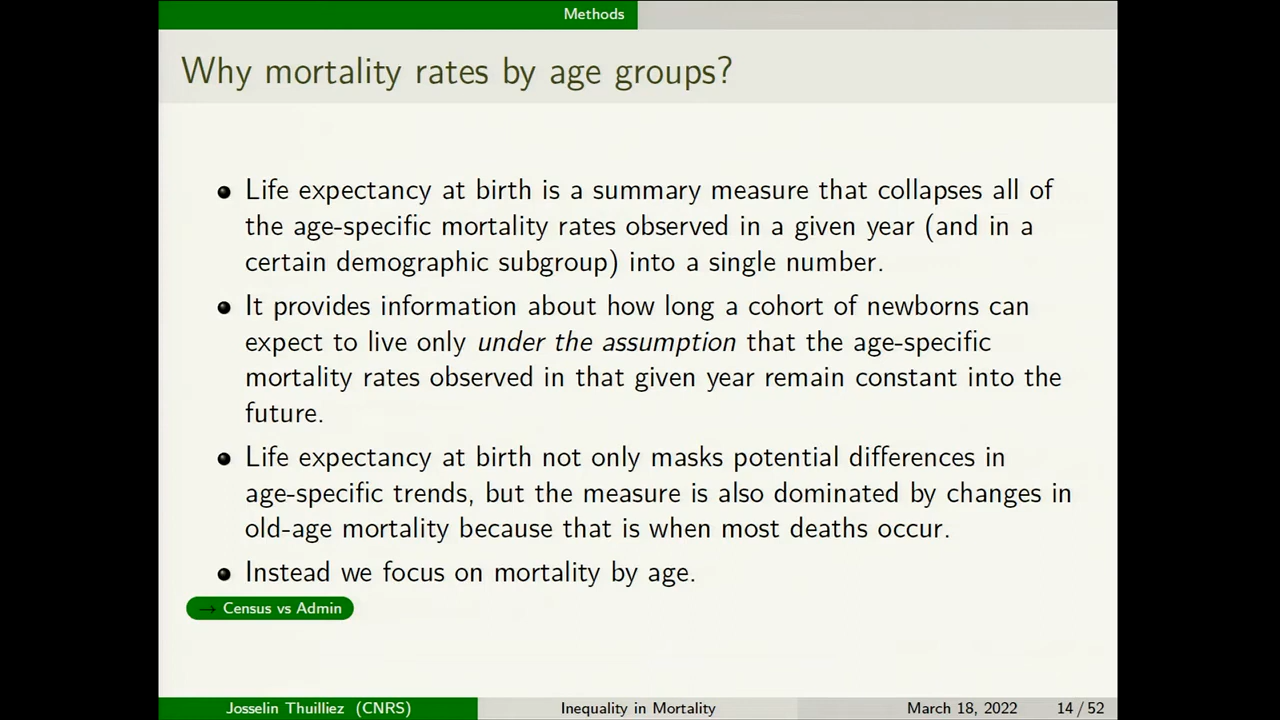 Methods
Why mortality rates by age groups?
Life expectancy at birth is a summary measure that collapses all of
the age-specific mortality rates observed in a given year (and in a
certain demographic subgroup) into a single number.
It provides information about how long a cohort of newborns can
expect to live only under the assumption that the age-specific
mortality rates observed in that given year remain constant into the
future.
Life expectancy at birth not only masks potential differences in
age-specific trends, but the measure is also dominated by changes in
old-age mortality because that is when most deaths occur.
Instead we focus on mortality by age.
→ Census vs Admin
Josselin Thuilliez (CNRS) Inequality in Mortality March 18, 2022 14 / 52